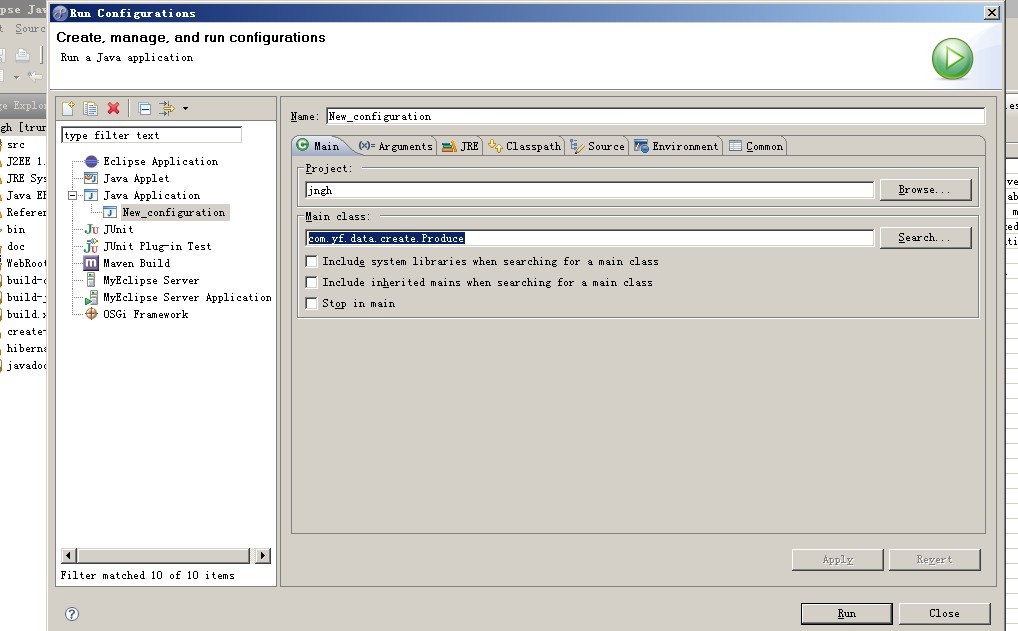 pse Jav
Run Configurations
Sourc
Create, manage, and run configurations
Run a Java application
ge Explor
gh [trun
src
J2EE 1.
JRE Sys
Java EE
Referen
bin
doc
WebRoot
build-c
build-j
build.x
create-
hiberna
javadoc
type filter text
Eclipse Application
Java Applet
Java Application
New_configuration
JUnit
JUnit Plug-in Test
Maven Build
MyEclipse Server
MyEclipse Server Application
OSGi Framework
Filter matched 10 of 10 items
Name: New_configuration
Main (x)= Arguments JRE Classpath Source Environment Common
Project:
jngh Browse...
Main class:
com.yf.data.create.Produce Search...
Include system libraries when searching for a main class
Include inherited mains when searching for a main class
Stop in main
Apply Revert
Run Close